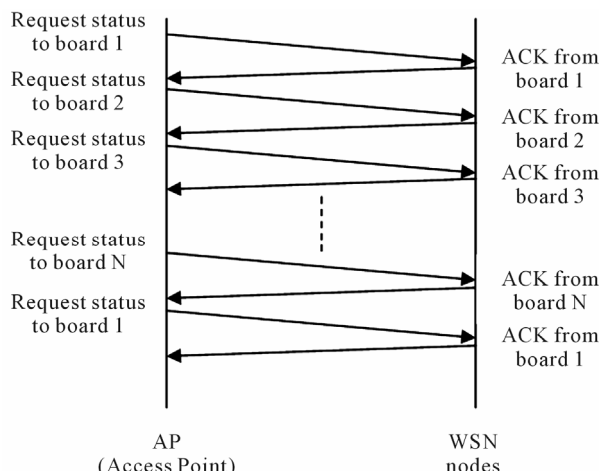 Request status
to board 1
ACK from
board 1
Request status
to board 2
ACK from
board 2
Request status
to board 3
ACK from
board 3
Request status
to board N
ACK from
board N
Request status
to board 1
ACK from
board 1
AP
(Access Point)
WSN
nodes